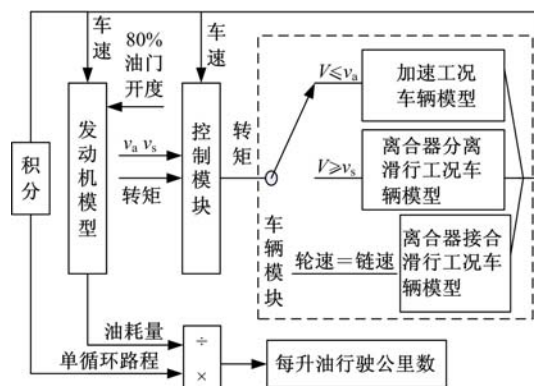 车速
80%
油门
开度
车速
积分
发动机模型
vₐ vₛ
转矩
控制模块
转矩
V⩽vₐ
加速工况
车辆模型
V⩾vₛ
离合器分离
滑行工况车
辆模型
车辆模块
轮速=链速
离合器接合
滑行工况车
辆模型
油耗量
单循环路程
÷
×
每升油行驶公里数